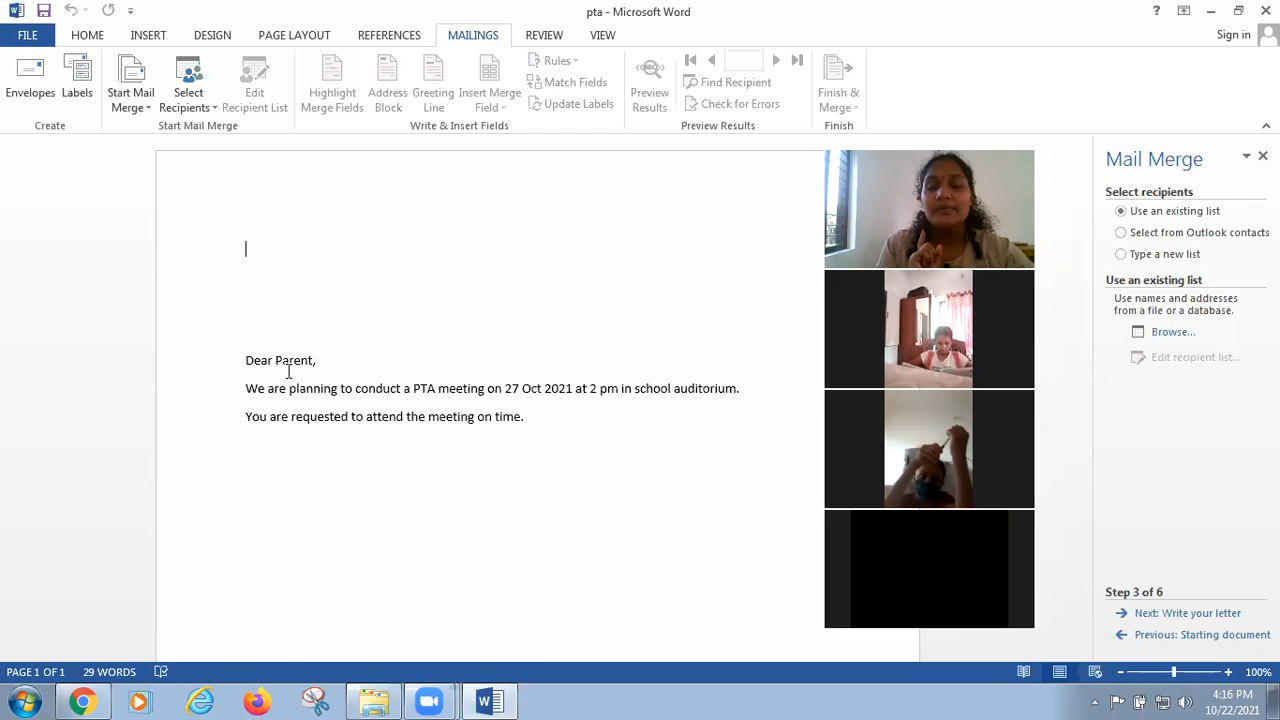 pta - Microsoft Word
?
FILE HOME INSERT DESIGN PAGE LAYOUT REFERENCES MAILINGS REVIEW VIEW Sign in
Envelopes
Labels
Start Mail
Merge
Select
Recipients
Edit
Recipient List
Highlight
Merge Fields
Address
Block
Greeting
Line
Insert Merge
Field
Rules
Match Fields
Update Labels
Preview
Results
Find Recipient
Check for Errors
Finish &
Merge
Create Start Mail Merge Write & Insert Fields Preview Results Finish
Dear Parent,
We are planning to conduct a PTA meeting on 27 Oct 2021 at 2 pm in school auditorium.
You are requested to attend the meeting on time.
Mail Merge
Select recipients
Use an existing list
Select from Outlook contacts
Type a new list
Use an existing list
Use names and addresses
from a file or a database.
Browse...
Edit recipient list...
Step 3 of 6
Next: Write your letter
Previous: Starting document
PAGE 1 OF 1 29 WORDS 100%
4:16 PM
10/22/2021